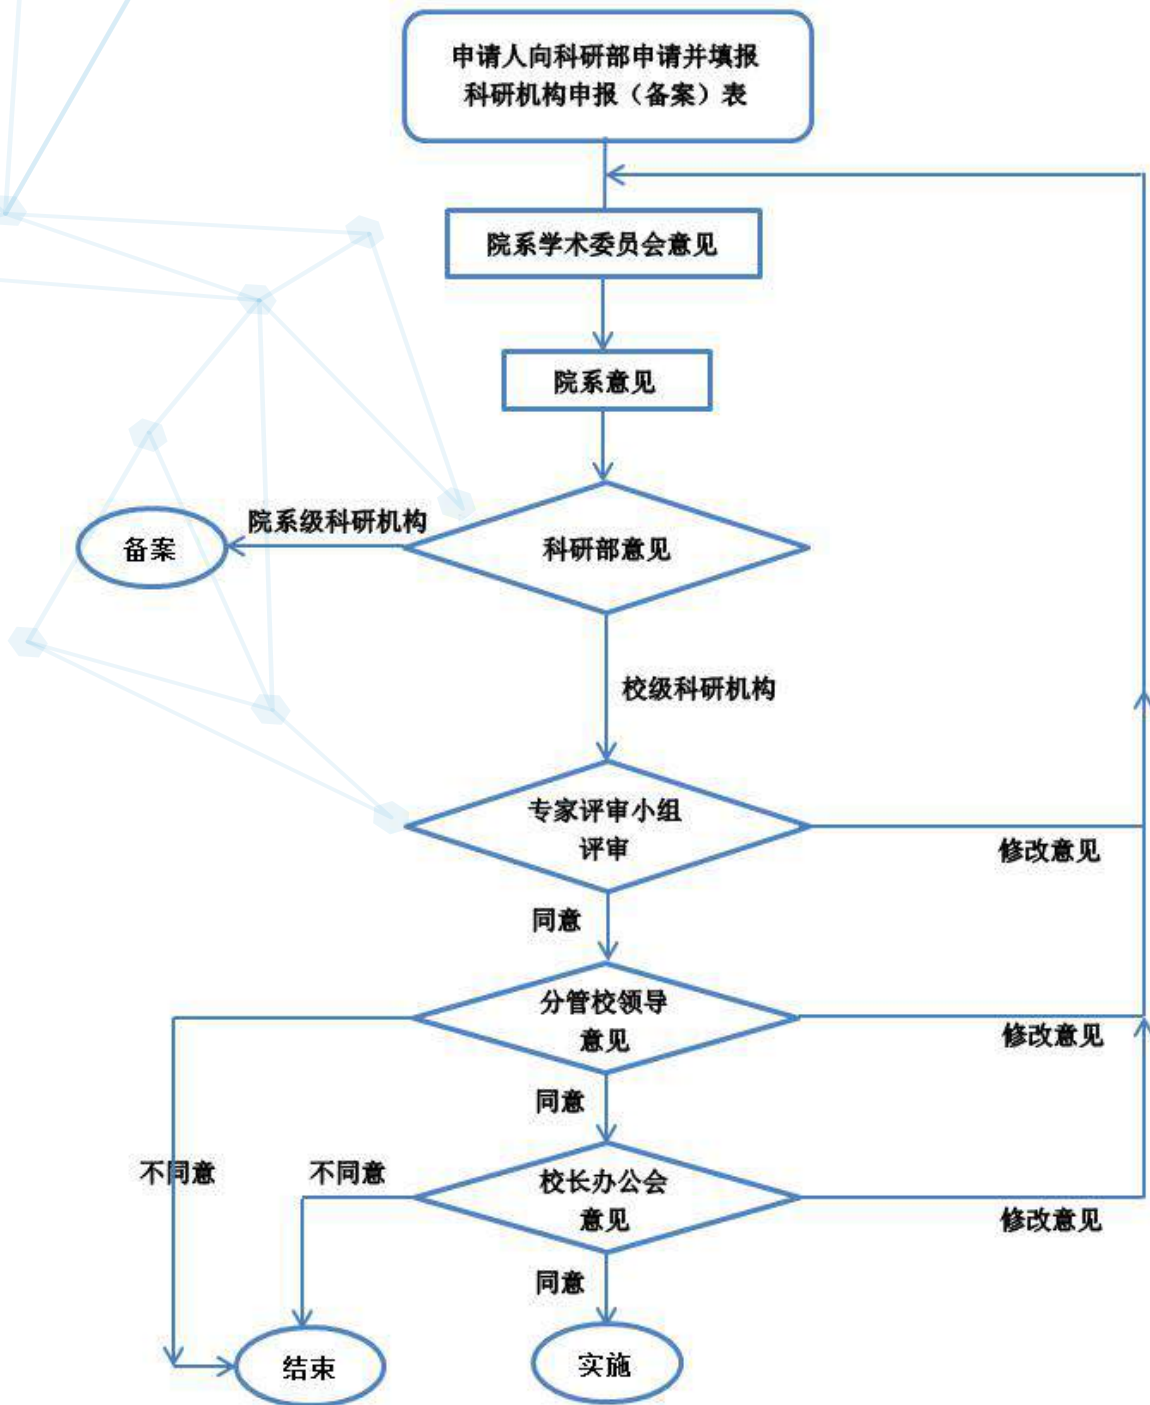 申请人向科研部申请并填报
科研机构申报（备案）表
院系学术委员会意见
院系意见
院系级科研机构
备案
科研部意见
校级科研机构
专家评审小组
评审
修改意见
同意
分管校领导
意见
修改意见
同意
不同意
不同意
校长办公会
意见
修改意见
同意
结束
实施